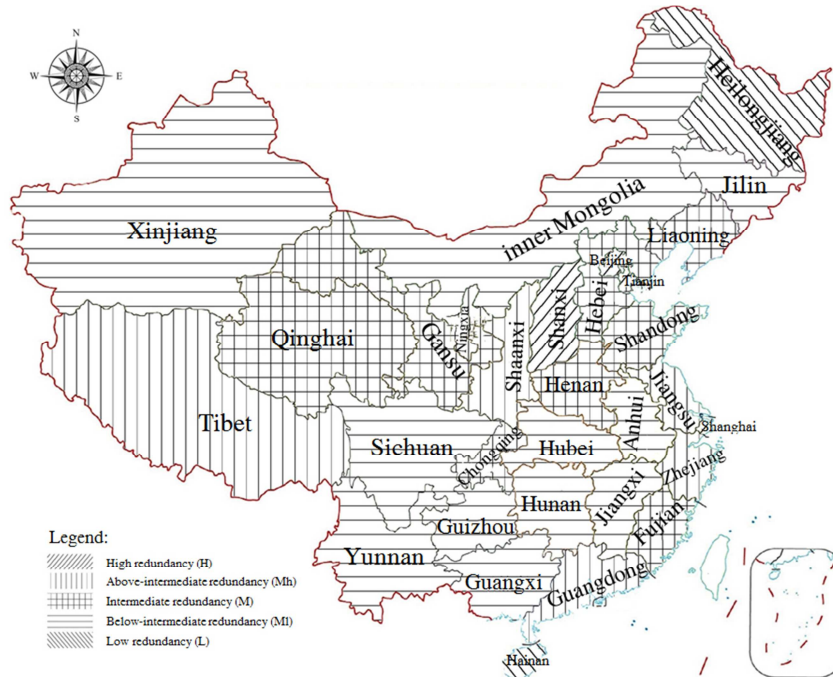 N
W E
S
Heilongjiang
Jilin
Liaoning
inner Mongolia
Xinjiang
Beijing
Tianjin
Hebei
Shanxi
Shandong
Ningxia
Gansu
Qinghai
Shaanxi
Henan
Jiangsu
Anhui
Shanghai
Tibet
Sichuan
Chongqing
Hubei
Zhejiang
Hunan
Jiangxi
Fujian
Guizhou
Yunnan
Guangxi
Guangdong
Hainan
Legend:
High redundancy (H)
Above-intermediate redundancy (Mh)
Intermediate redundancy (M)
Below-intermediate redundancy (Ml)
Low redundancy (L)